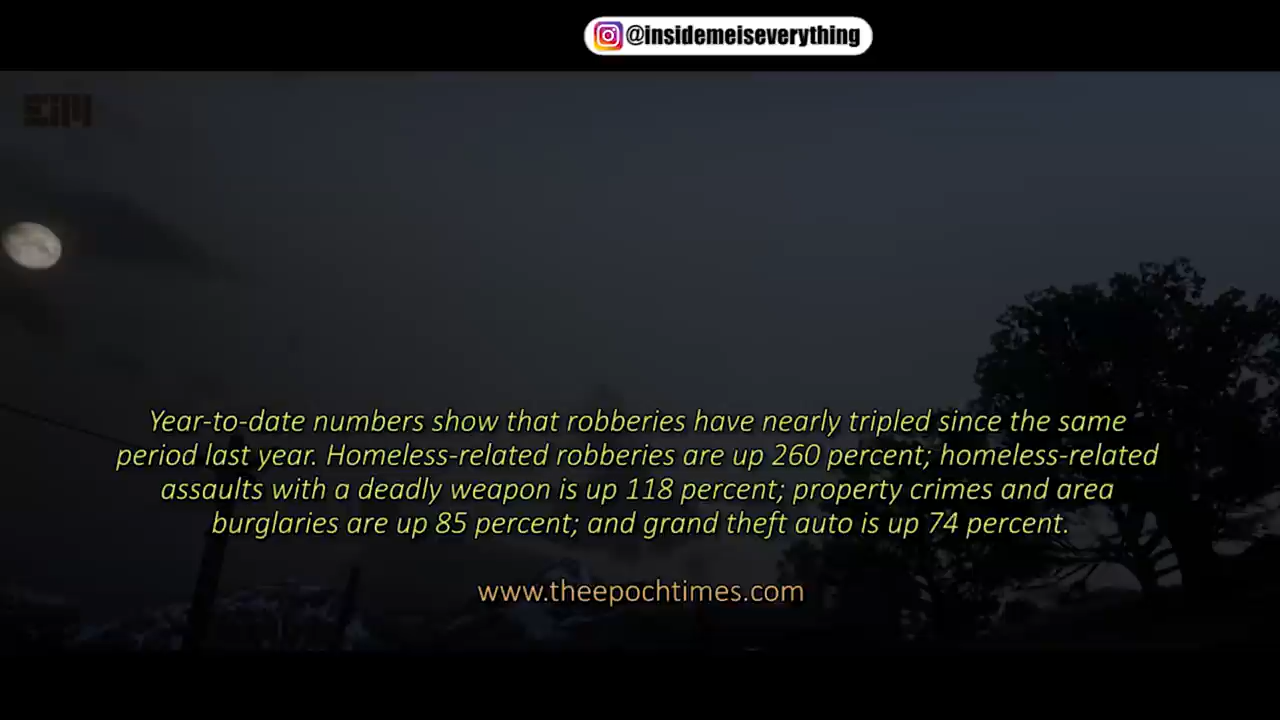 @insidemeiseverything
EIM
Year-to-date numbers show that robberies have nearly tripled since the same
period last year. Homeless-related robberies are up 260 percent; homeless-related
assaults with a deadly weapon is up 118 percent; property crimes and area
burglaries are up 85 percent; and grand theft auto is up 74 percent.
www.theepochtimes.com